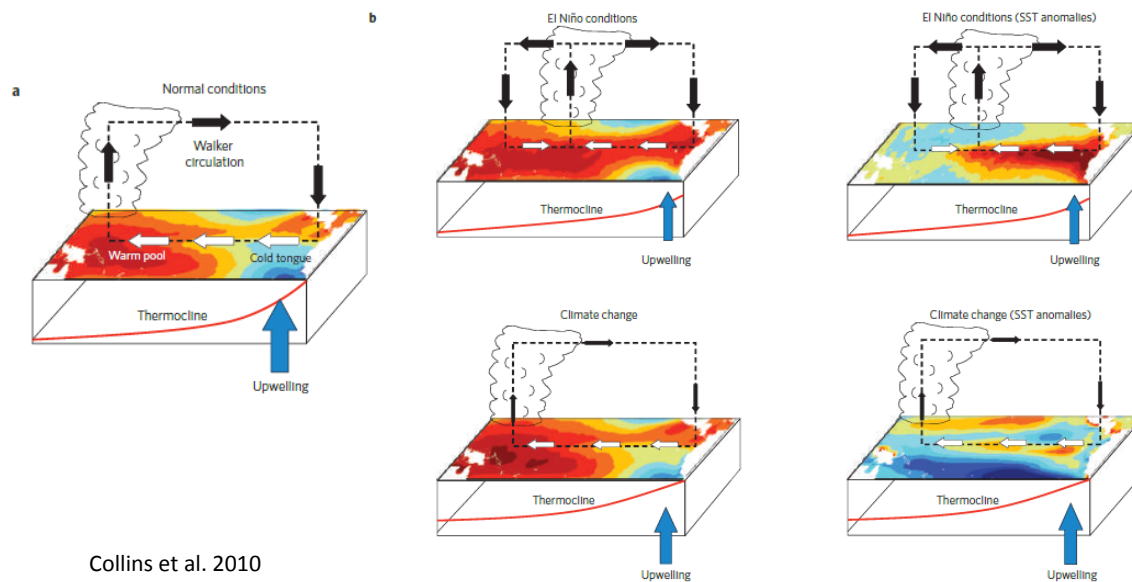 a
Normal conditions
Walker
circulation
Warm pool
Cold tongue
Thermocline
Upwelling
b
El Niño conditions
Thermocline
Upwelling
El Niño conditions (SST anomalies)
Thermocline
Upwelling
Climate change
Thermocline
Upwelling
Climate change (SST anomalies)
Thermocline
Upwelling
Collins et al. 2010